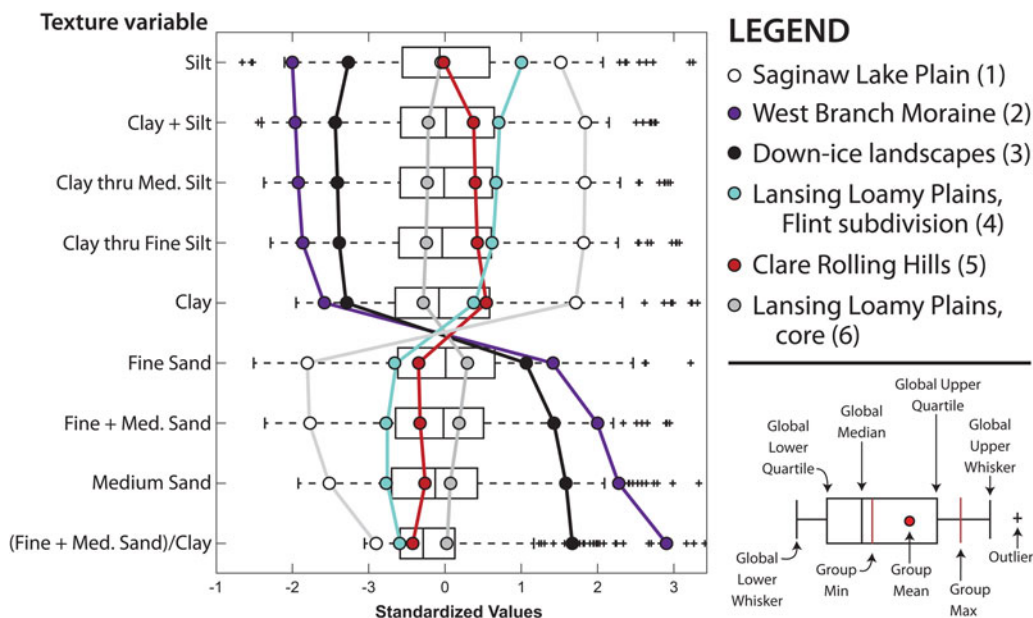 Texture variable
Silt
Clay + Silt
Clay thru Med. Silt
Clay thru Fine Silt
Clay
Fine Sand
Fine + Med. Sand
Medium Sand
(Fine + Med. Sand)/Clay
-1 -2 -3 0 1 2 3
Standardized Values
LEGEND
Saginaw Lake Plain (1)
West Branch Moraine (2)
Down-ice landscapes (3)
Lansing Loamy Plains,
Flint subdivision (4)
Clare Rolling Hills (5)
Lansing Loamy Plains,
core (6)
Global
Lower
Quartile
Global
Median
Global Upper
Quartile
Global
Upper
Whisker
Global
Lower
Whisker
Group
Min
Group
Mean
Group
Max
Outlier